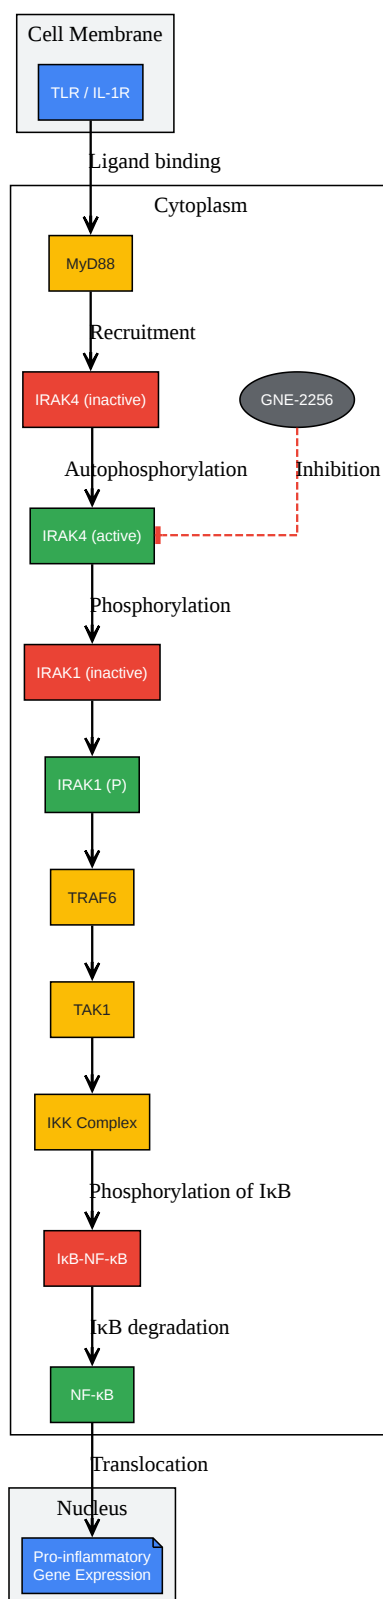 Cell Membrane
TLR / IL-1R
Ligand binding
Cytoplasm
MyD88
Recruitment
IRAK4 (inactive)
GNE-2256
Autophosphorylation
Inhibition
IRAK4 (active)
Phosphorylation
IRAK1 (inactive)
IRAK1 (P)
TRAF6
TAK1
IKK Complex
Phosphorylation of IκB
IκB-NF-κB
IκB degradation
NF-κB
Translocation
Nucleus
Pro-inflammatory
Gene Expression